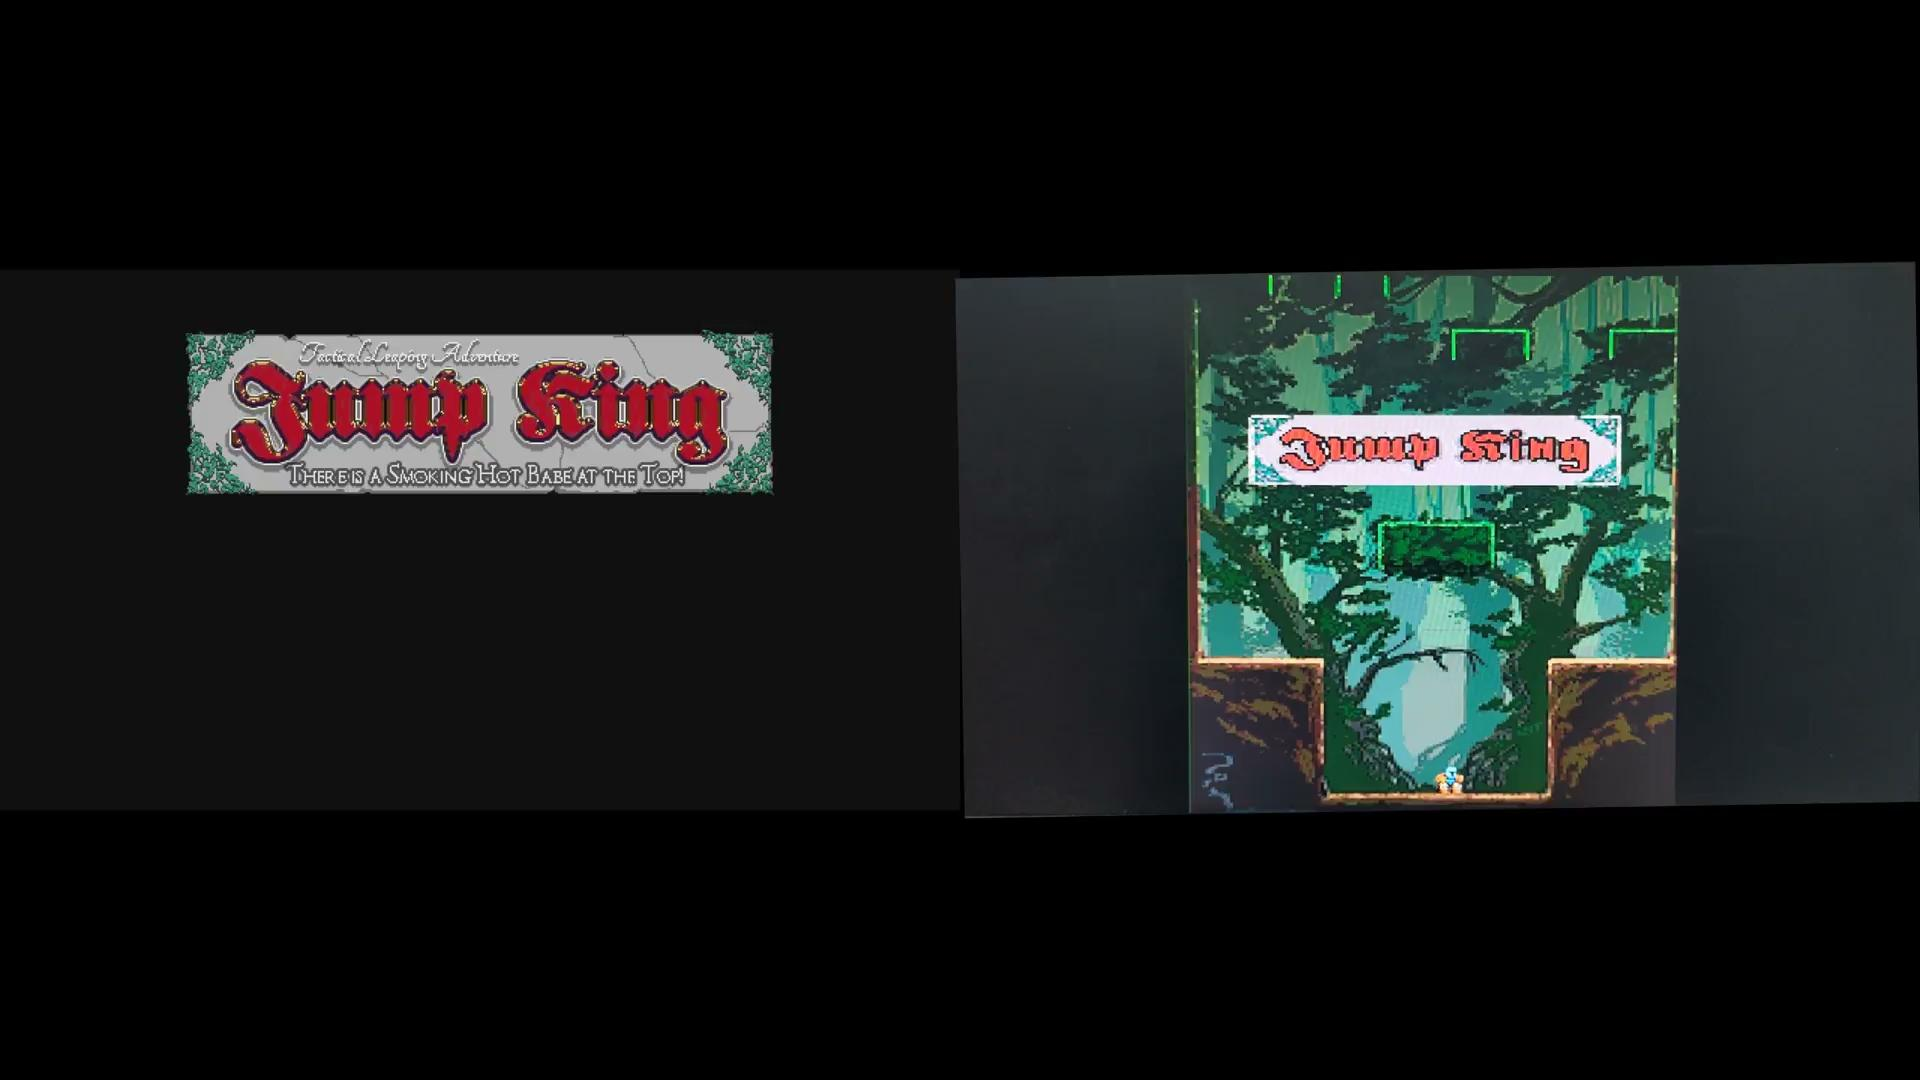 Tactical Leaping Adventure
Jump King
There is a Smoking Hot Babe at the Top!
Jump King